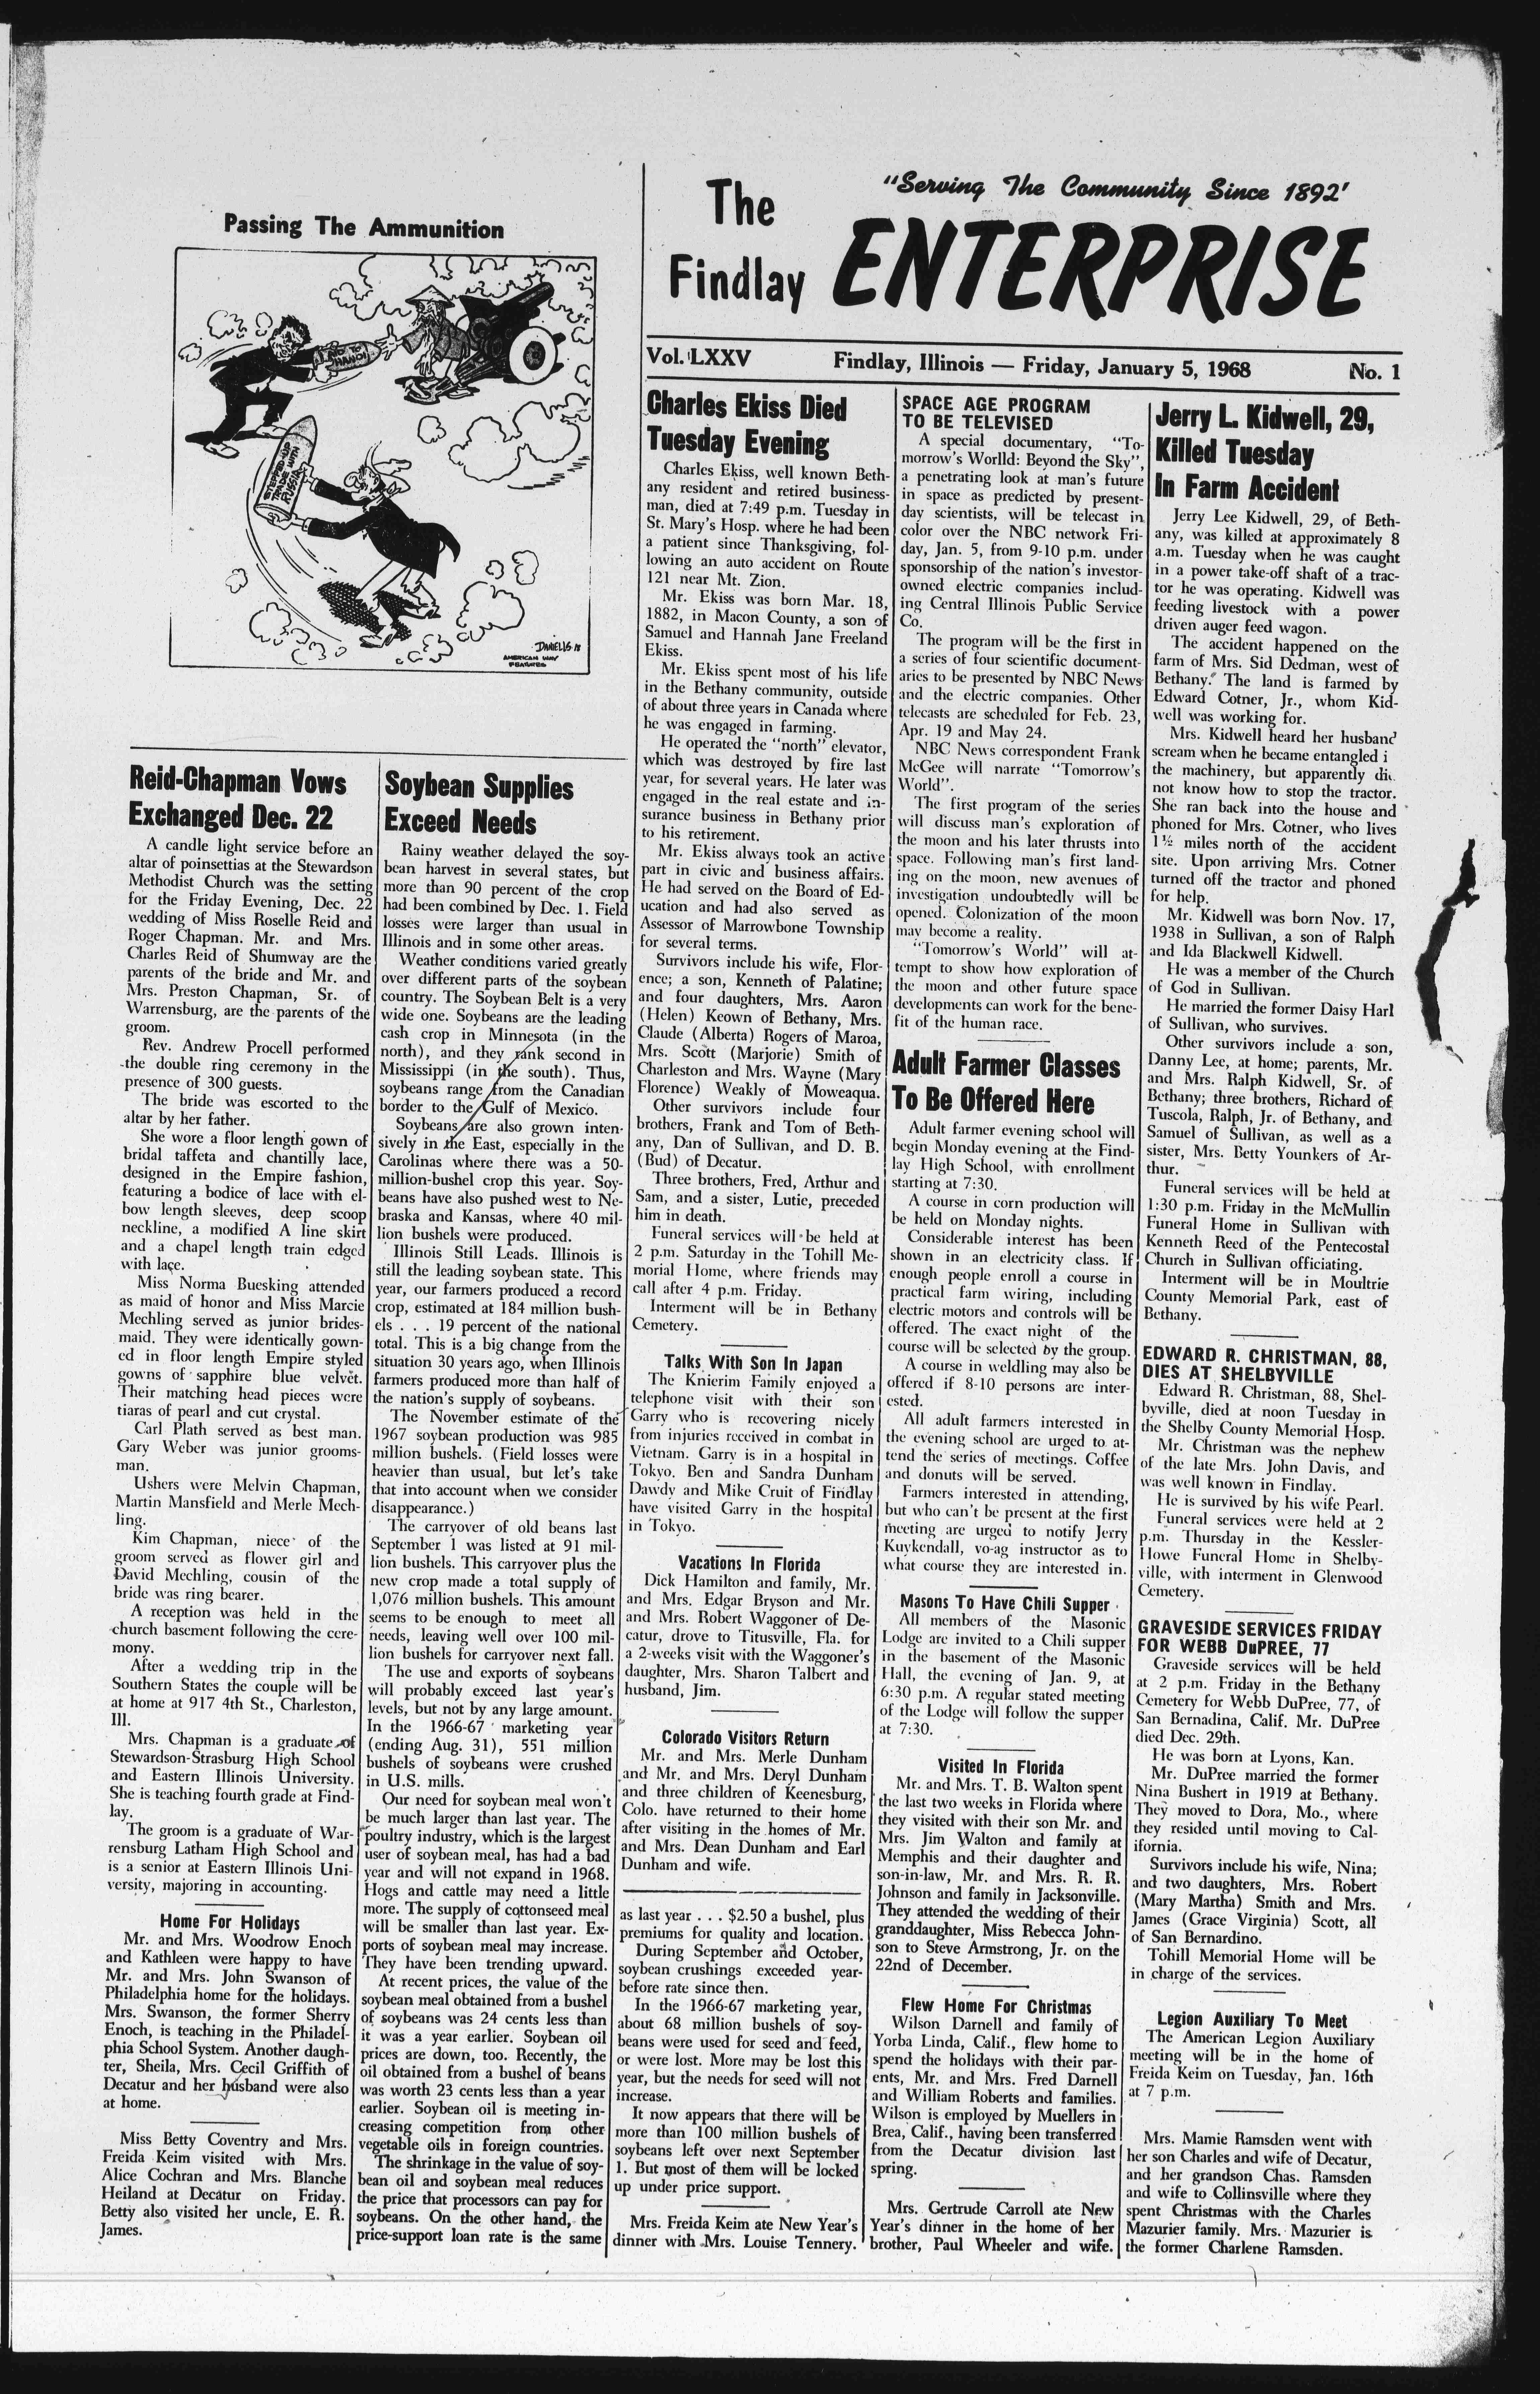 "Serving The Community Since 1892'
The
Findlay
ENTERPRISE
Vol. LXXV
Findlay, Illinois — Friday, January 5, 1968
No. 1
Passing The Ammunition
AID TO
HANOI
STEPPED-UP
TRADE WITH
RUSSIA
DANIELS
AMERICAN WAY
FEATURES
Reid-Chapman Vows
Exchanged Dec. 22
A candle light service before an
altar of poinsettias at the Stewardson
Methodist Church was the setting
for the Friday Evening, Dec. 22
wedding of Miss Roselle Reid and
Roger Chapman. Mr. and Mrs.
Charles Reid of Shumway are the
parents of the bride and Mr. and
Mrs. Preston Chapman, Sr. of
Warrensburg, are the parents of the
groom.
Rev. Andrew Procell performed
the double ring ceremony in the
presence of 300 guests.
The bride was escorted to the
altar by her father.
She wore a floor length gown of
bridal taffeta and chantilly lace,
designed in the Empire fashion,
featuring a bodice of lace with el-
bow length sleeves, deep scoop
neckline, a modified A line skirt
and a chapel length train edged
with lace.
Miss Norma Buesking attended
as maid of honor and Miss Marcie
Mechling served as junior brides-
maid. They were identically gown-
ed in floor length Empire styled
gowns of sapphire blue velvet.
Their matching head pieces were
tiaras of pearl and cut crystal.
Carl Plath served as best man.
Gary Weber was junior grooms-
man.
Ushers were Melvin Chapman,
Martin Mansfield and Merle Mech-
ling.
Kim Chapman, niece of the
groom served as flower girl and
David Mechling, cousin of the
bride was ring bearer.
A reception was held in the
church basement following the cere-
mony.
After a wedding trip in the
Southern States the couple will be
at home at 917 4th St., Charleston,
Ill.
Mrs. Chapman is a graduate of
Stewardson-Strasburg High School
and Eastern Illinois University.
She is teaching fourth grade at Find-
lay.
The groom is a graduate of War-
rensburg Latham High School and
is a senior at Eastern Illinois Uni-
versity, majoring in accounting.
Home For Holidays
Mr. and Mrs. Woodrow Enoch
and Kathleen were happy to have
Mr. and Mrs. John Swanson of
Philadelphia home for the holidays.
Mrs. Swanson, the former Sherry
Enoch, is teaching in the Philadel-
phia School System. Another daugh-
ter, Sheila, Mrs. Cecil Griffith of
Decatur and her husband were also
at home.
Miss Betty Coventry and Mrs.
Freida Keim visited with Mrs.
Alice Cochran and Mrs. Blanche
Heiland at Decatur on Friday.
Betty also visited her uncle, E. R.
James.
Soybean Supplies
Exceed Needs
Rainy weather delayed the soy-
bean harvest in several states, but
more than 90 percent of the crop
had been combined by Dec. 1. Field
losses were larger than usual in
Illinois and in some other areas.
Weather conditions varied greatly
over different parts of the soybean
country. The Soybean Belt is a very
wide one. Soybeans are the leading
cash crop in Minnesota (in the
north), and they rank second in
Mississippi (in the south). Thus,
soybeans range from the Canadian
border to the Gulf of Mexico.
Soybeans are also grown inten-
sively in the East, especially in the
Carolinas where there was a 50-
million-bushel crop this year. Soy-
beans have also pushed west to Ne-
braska and Kansas, where 40 mil-
lion bushels were produced.
Illinois Still Leads. Illinois is
still the leading soybean state. This
year, our farmers produced a record
crop, estimated at 184 million bush-
els . . . 19 percent of the national
total. This is a big change from the
situation 30 years ago, when Illinois
farmers produced more than half of
the nation's supply of soybeans.
The November estimate of the
1967 soybean production was 985
million bushels. (Field losses were
heavier than usual, but let's take
that into account when we consider
disappearance.)
The carryover of old beans last
September 1 was listed at 91 mil-
lion bushels. This carryover plus the
new crop made a total supply of
1,076 million bushels. This amount
seems to be enough to meet all
needs, leaving well over 100 mil-
lion bushels for carryover next fall.
The use and exports of soybeans
will probably exceed last year's
levels, but not by any large amount.
In the 1966-67 marketing year
(ending Aug. 31), 551 million
bushels of soybeans were crushed
in U.S. mills.
Our need for soybean meal won't
be much larger than last year. The
poultry industry, which is the largest
user of soybean meal, has had a bad
year and will not expand in 1968.
Hogs and cattle may need a little
more. The supply of cottonseed meal
will be smaller than last year. Ex-
ports of soybean meal may increase.
They have been trending upward.
At recent prices, the value of the
soybean meal obtained from a bushel
of soybeans was 24 cents less than
it was a year earlier. Soybean oil
prices are down, too. Recently, the
oil obtained from a bushel of beans
was worth 23 cents less than a year
earlier. Soybean oil is meeting in-
creasing competition from other
vegetable oils in foreign countries.
The shrinkage in the value of soy-
bean oil and soybean meal reduces
the price that processors can pay for
soybeans. On the other hand, the
price-support loan rate is the same
Charles Ekiss Died
Tuesday Evening
Charles Ekiss, well known Beth-
any resident and retired business-
man, died at 7:49 p.m. Tuesday in
St. Mary's Hosp. where he had been
a patient since Thanksgiving, fol-
lowing an auto accident on Route
121 near Mt. Zion.
Mr. Ekiss was born Mar. 18,
1882, in Macon County, a son of
Samuel and Hannah Jane Freeland
Ekiss.
Mr. Ekiss spent most of his life
in the Bethany community, outside
of about three years in Canada where
he was engaged in farming.
He operated the "north" elevator,
which was destroyed by fire last
year, for several years. He later was
engaged in the real estate and in-
surance business in Bethany prior
to his retirement.
Mr. Ekiss always took an active
part in civic and business affairs.
He had served on the Board of Ed-
ucation and had also served as
Assessor of Marrowbone Township
for several terms.
Survivors include his wife, Flor-
ence; a son, Kenneth of Palatine;
and four daughters, Mrs. Aaron
(Helen) Keown of Bethany, Mrs.
Claude (Alberta) Rogers of Maroa,
Mrs. Scott (Marjorie) Smith of
Charleston and Mrs. Wayne (Mary
Florence) Weakly of Moweaqua.
Other survivors include four
brothers, Frank and Tom of Beth-
any, Dan of Sullivan, and D. B.
(Bud) of Decatur.
Three brothers, Fred, Arthur and
Sam, and a sister, Lutie, preceded
him in death.
Funeral services will be held at
2 p.m. Saturday in the Tohill Me-
morial Home, where friends may
call after 4 p.m. Friday.
Interment will be in Bethany
Cemetery.
Talks With Son In Japan
The Knierim Family enjoyed a
telephone visit with their son
Garry who is recovering nicely
from injuries received in combat in
Vietnam. Garry is in a hospital in
Tokyo. Ben and Sandra Dunham
Dawdy and Mike Cruit of Findlay
have visited Garry in the hospital
in Tokyo.
Vacations In Florida
Dick Hamilton and family, Mr.
and Mrs. Edgar Bryson and Mr.
and Mrs. Robert Waggoner of De-
catur, drove to Titusville, Fla. for
a 2-weeks visit with the Waggoner's
daughter, Mrs. Sharon Talbert and
husband, Jim.
Colorado Visitors Return
Mr. and Mrs. Merle Dunham
and Mr. and Mrs. Deryl Dunham
and three children of Keenesburg,
Colo. have returned to their home
after visiting in the homes of Mr.
and Mrs. Dean Dunham and Earl
Dunham and wife.
as last year . . . $2.50 a bushel, plus
premiums for quality and location.
During September and October,
soybean crushings exceeded year-
before rate since then.
In the 1966-67 marketing year,
about 68 million bushels of soy-
beans were used for seed and feed,
or were lost. More may be lost this
year, but the needs for seed will not
increase.
It now appears that there will be
more than 100 million bushels of
soybeans left over next September
1. But most of them will be locked
up under price support.
Mrs. Freida Keim ate New Year's
dinner with Mrs. Louise Tennery.
SPACE AGE PROGRAM
TO BE TELEVISED
A special documentary, "To-
morrow's Worlld: Beyond the Sky",
a penetrating look at man's future
in space as predicted by present-
day scientists, will be telecast in
color over the NBC network Fri-
day, Jan. 5, from 9-10 p.m. under
sponsorship of the nation's investor-
owned electric companies includ-
ing Central Illinois Public Service
Co.
The program will be the first in
a series of four scientific document-
aries to be presented by NBC News
and the electric companies. Other
telecasts are scheduled for Feb. 23,
Apr. 19 and May 24.
NBC News correspondent Frank
McGee will narrate "Tomorrow's
World".
The first program of the series
will discuss man's exploration of
the moon and his later thrusts into
space. Following man's first land-
ing on the moon, new avenues of
investigation undoubtedly will be
opened. Colonization of the moon
may become a reality.
"Tomorrow's World" will at-
tempt to show how exploration of
the moon and other future space
developments can work for the bene-
fit of the human race.
Adult Farmer Classes
To Be Offered Here
Adult farmer evening school will
begin Monday evening at the Find-
lay High School, with enrollment
starting at 7:30.
A course in corn production will
be held on Monday nights.
Considerable interest has been
shown in an electricity class. If
enough people enroll a course in
practical farm wiring, including
electric motors and controls will be
offered. The exact night of the
course will be selected by the group.
A course in weldling may also be
offered if 8-10 persons are inter-
ested.
All adult farmers interested in
the evening school are urged to at-
tend the series of meetings. Coffee
and donuts will be served.
Farmers interested in attending,
but who can't be present at the first
meeting are urged to notify Jerry
Kuykendall, vo-ag instructor as to
what course they are interested in.
Masons To Have Chili Supper
All members of the Masonic
Lodge are invited to a Chili supper
in the basement of the Masonic
Hall, the evening of Jan. 9, at
6:30 p.m. A regular stated meeting
of the Lodge will follow the supper
at 7:30.
Visited In Florida
Mr. and Mrs. T. B. Walton spent
the last two weeks in Florida where
they visited with their son Mr. and
Mrs. Jim Walton and family at
Memphis and their daughter and
son-in-law, Mr. and Mrs. R. R.
Johnson and family in Jacksonville.
They attended the wedding of their
granddaughter, Miss Rebecca John-
son to Steve Armstrong, Jr. on the
22nd of December.
Flew Home For Christmas
Wilson Darnell and family of
Yorba Linda, Calif., flew home to
spend the holidays with their par-
ents, Mr. and Mrs. Fred Darnell
and William Roberts and families.
Wilson is employed by Muellers in
Brea, Calif., having been transferred
from the Decatur division last
spring.
Mrs. Gertrude Carroll ate New
Year's dinner in the home of her
brother, Paul Wheeler and wife.
Jerry L. Kidwell, 29,
Killed Tuesday
In Farm Accident
Jerry Lee Kidwell, 29, of Beth-
any, was killed at approximately 8
a.m. Tuesday when he was caught
in a power take-off shaft of a trac-
tor he was operating. Kidwell was
feeding livestock with a power
driven auger feed wagon.
The accident happened on the
farm of Mrs. Sid Dedman, west of
Bethany. The land is farmed by
Edward Cotner, Jr., whom Kid-
well was working for.
Mrs. Kidwell heard her husband
scream when he became entangled i
the machinery, but apparently di
not know how to stop the tractor.
She ran back into the house and
phoned for Mrs. Cotner, who lives
1½ miles north of the accident
site. Upon arriving Mrs. Cotner
turned off the tractor and phoned
for help.
Mr. Kidwell was born Nov. 17,
1938 in Sullivan, a son of Ralph
and Ida Blackwell Kidwell.
He was a member of the Church
of God in Sullivan.
He married the former Daisy Harl
of Sullivan, who survives.
Other survivors include a son,
Danny Lee, at home; parents, Mr.
and Mrs. Ralph Kidwell, Sr. of
Bethany; three brothers, Richard of
Tuscola, Ralph, Jr. of Bethany, and
Samuel of Sullivan, as well as a
sister, Mrs. Betty Younkers of Ar-
thur.
Funeral services will be held at
1:30 p.m. Friday in the McMullin
Funeral Home in Sullivan with
Kenneth Reed of the Pentecostal
Church in Sullivan officiating.
Interment will be in Moultrie
County Memorial Park, east of
Bethany.
EDWARD R. CHRISTMAN, 88,
DIES AT SHELBYVILLE
Edward R. Christman, 88, Shel-
byville, died at noon Tuesday in
the Shelby County Memorial Hosp.
Mr. Christman was the nephew
of the late Mrs. John Davis, and
was well known in Findlay.
He is survived by his wife Pearl.
Funeral services were held at 2
p.m. Thursday in the Kessler-
Howe Funeral Home in Shelby-
ville, with interment in Glenwood
Cemetery.
GRAVESIDE SERVICES FRIDAY
FOR WEBB DuPREE, 77
Graveside services will be held
at 2 p.m. Friday in the Bethany
Cemetery for Webb DuPree, 77, of
San Bernadina, Calif. Mr. DuPree
died Dec. 29th.
He was born at Lyons, Kan.
Mr. DuPree married the former
Nina Bushert in 1919 at Bethany.
They moved to Dora, Mo., where
they resided until moving to Cal-
ifornia.
Survivors include his wife, Nina;
and two daughters, Mrs. Robert
(Mary Martha) Smith and Mrs.
James (Grace Virginia) Scott, all
of San Bernardino.
Tohill Memorial Home will be
in charge of the services.
Legion Auxiliary To Meet
The American Legion Auxiliary
meeting will be in the home of
Freida Keim on Tuesday, Jan. 16th
at 7 p.m.
Mrs. Mamie Ramsden went with
her son Charles and wife of Decatur,
and her grandson Chas. Ramsden
and wife to Collinsville where they
spent Christmas with the Charles
Mazurier family. Mrs. Mazurier is
the former Charlene Ramsden.